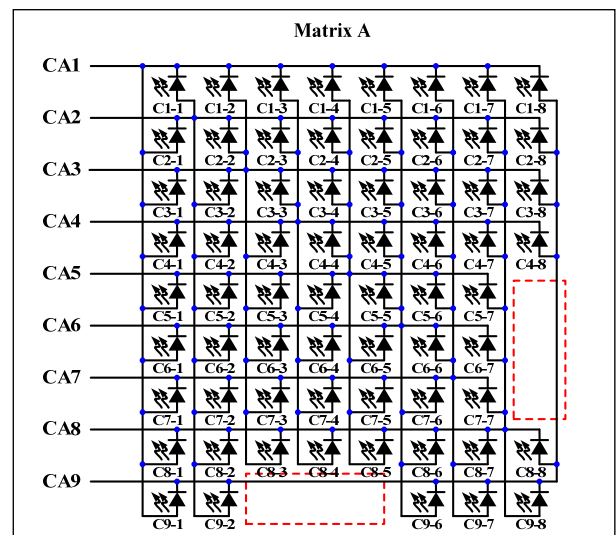 Matrix A
CA1
C1-1 C1-2 C1-3 C1-4 C1-5 C1-6 C1-7 C1-8
CA2
C2-1 C2-2 C2-3 C2-4 C2-5 C2-6 C2-7 C2-8
CA3
C3-1 C3-2 C3-3 C3-4 C3-5 C3-6 C3-7 C3-8
CA4
C4-1 C4-2 C4-3 C4-4 C4-5 C4-6 C4-7 C4-8
CA5
C5-1 C5-2 C5-3 C5-4 C5-5 C5-6 C5-7
CA6
C6-1 C6-2 C6-3 C6-4 C6-5 C6-6 C6-7
CA7
C7-1 C7-2 C7-3 C7-4 C7-5 C7-6 C7-7
CA8
C8-1 C8-2 C8-3 C8-4 C8-5 C8-6 C8-7 C8-8
CA9
C9-1 C9-2 C9-6 C9-7 C9-8